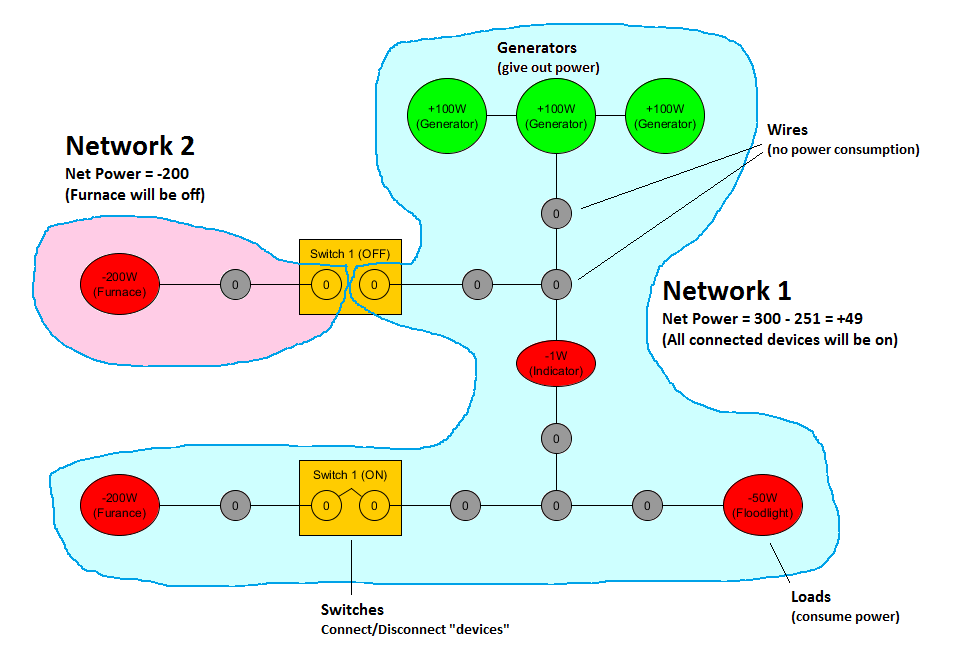 Generators
(give out power)
+100W
(Generator)
+100W
(Generator)
+100W
(Generator)
Wires
(no power consumption)
Network 2
Net Power = -200
(Furnace will be off)
0
Switch 1 (OFF)
-200W
(Furnace)
0
0
0
0
0
Network 1
Net Power = 300 - 251 = +49
(All connected devices will be on)
-1W
(Indicator)
0
Switch 1 (ON)
-200W
(Furance)
0
0
0
0
0
0
-50W
(Floodlight)
Switches
Connect/Disconnect "devices"
Loads
(consume power)